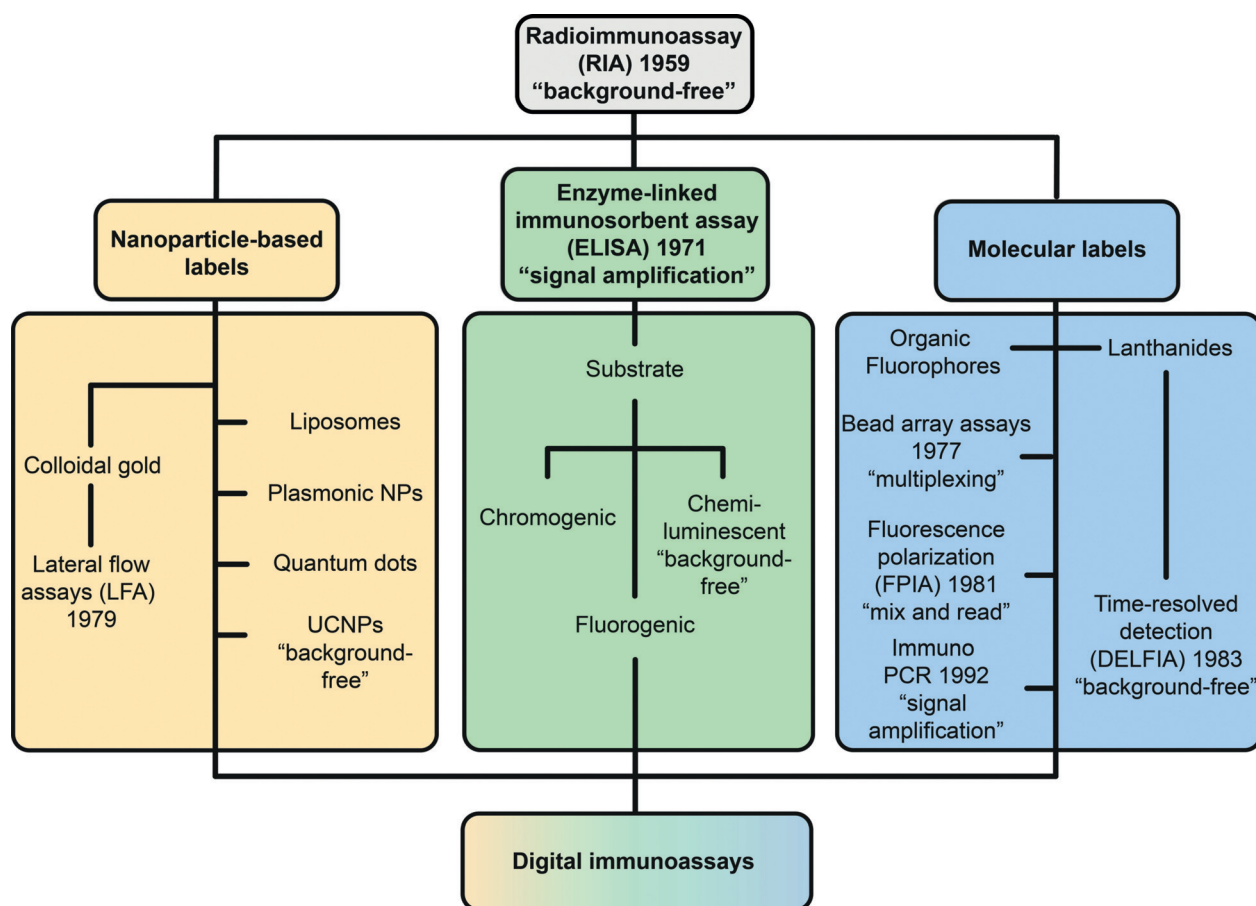 Radioimmunoassay
(RIA) 1959
“background-free”
Nanoparticle-based
labels
Enzyme-linked
immunosorbent assay
(ELISA) 1971
“signal amplification”
Molecular labels
Colloidal gold
Lateral flow
assays (LFA)
1979
Liposomes
Plasmonic NPs
Quantum dots
UCNPs
“background-
free”
Substrate
Chromogenic
Chemi-
luminescent
“background-
free”
Fluorogenic
Organic
Fluorophores
Lanthanides
Bead array assays
1977
“multiplexing”
Fluorescence
polarization
(FPIA) 1981
“mix and read”
Immuno
PCR 1992
“signal
amplification”
Time-resolved
detection
(DELFIA) 1983
“background-free”
Digital immunoassays